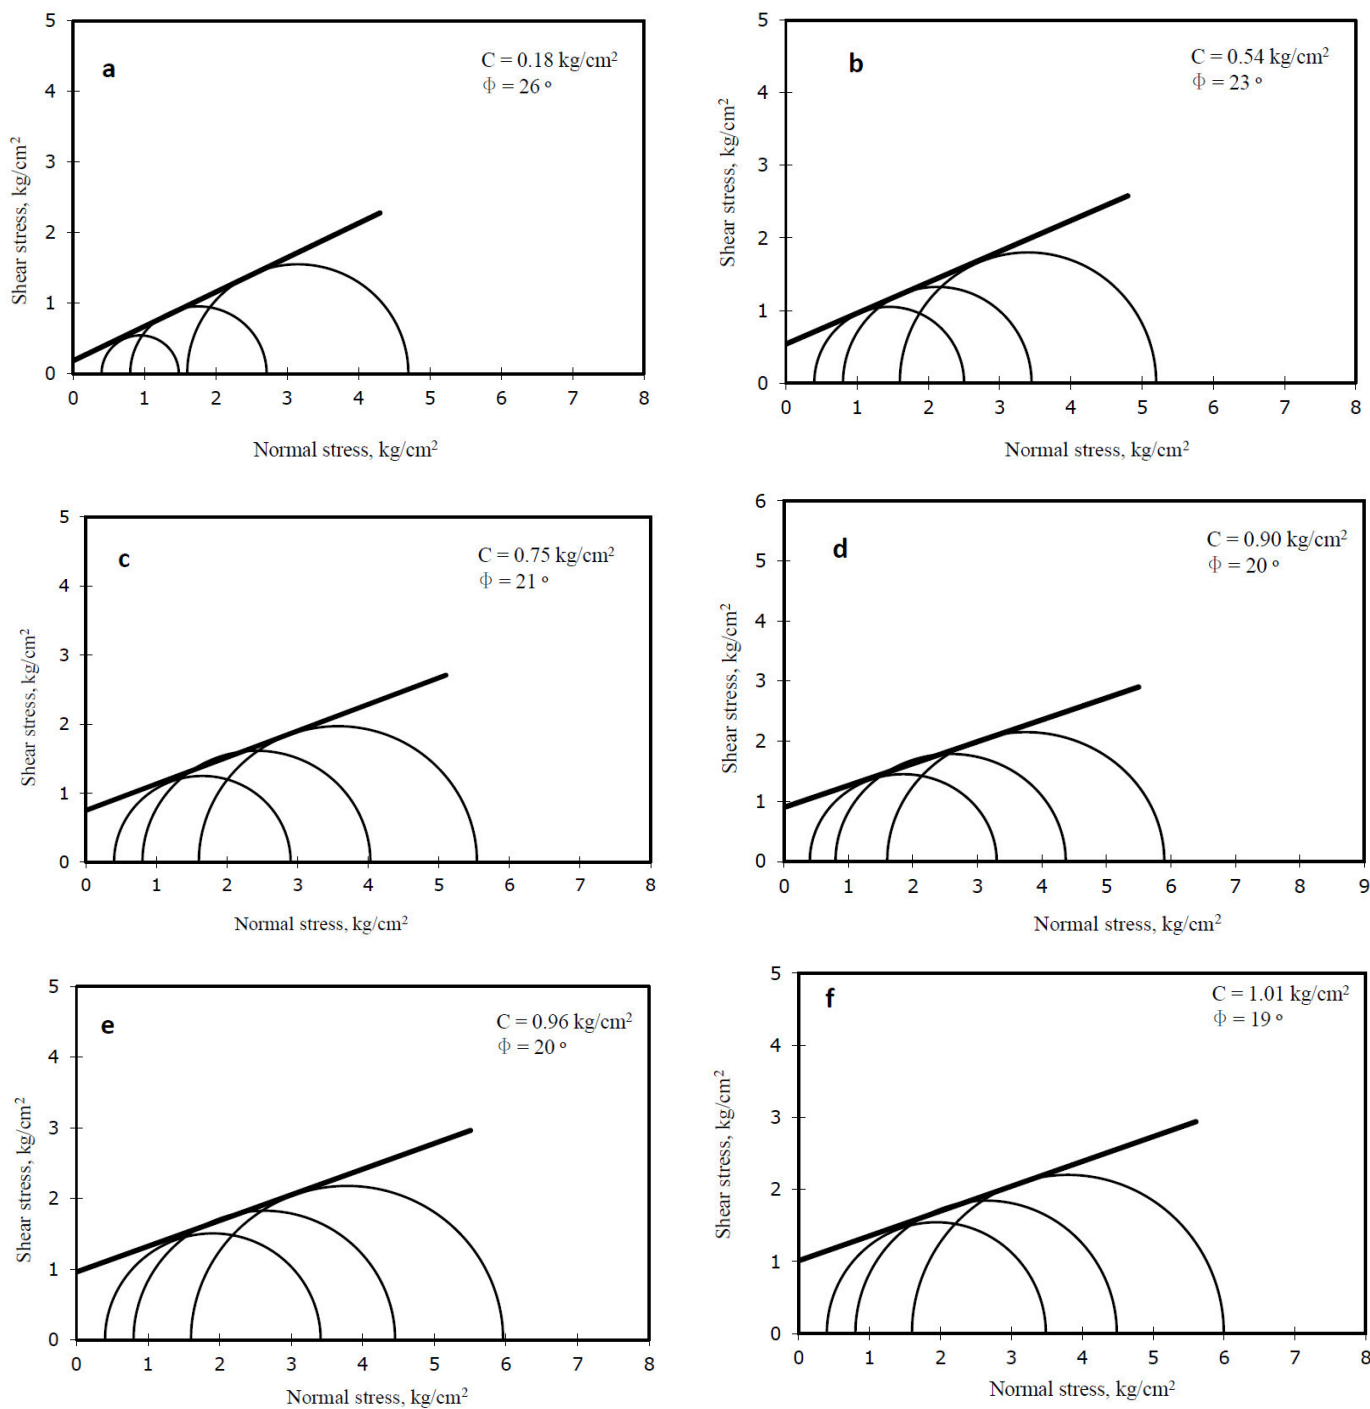 a
C = 0.18 kg/cm²
Φ = 26 º
Shear stress, kg/cm²
5
4
3
2
1
0
0 1 2 3 4 5 6 7 8
Normal stress, kg/cm²
b
C = 0.54 kg/cm²
Φ = 23 º
Shear stress, kg/cm²
5
4
3
2
1
0
0 1 2 3 4 5 6 7 8
Normal stress, kg/cm²
c
C = 0.75 kg/cm²
Φ = 21 º
Shear stress, kg/cm²
5
4
3
2
1
0
0 1 2 3 4 5 6 7 8
Normal stress, kg/cm²
d
C = 0.90 kg/cm²
Φ = 20 º
Shear stress, kg/cm²
6
5
4
3
2
1
0
0 1 2 3 4 5 6 7 8 9
Normal stress, kg/cm²
e
C = 0.96 kg/cm²
Φ = 20 º
Shear stress, kg/cm²
5
4
3
2
1
0
0 1 2 3 4 5 6 7 8
Normal stress, kg/cm²
f
C = 1.01 kg/cm²
Φ = 19 º
Shear stress, kg/cm²
5
4
3
2
1
0
0 1 2 3 4 5 6 7 8
Normal stress, kg/cm²